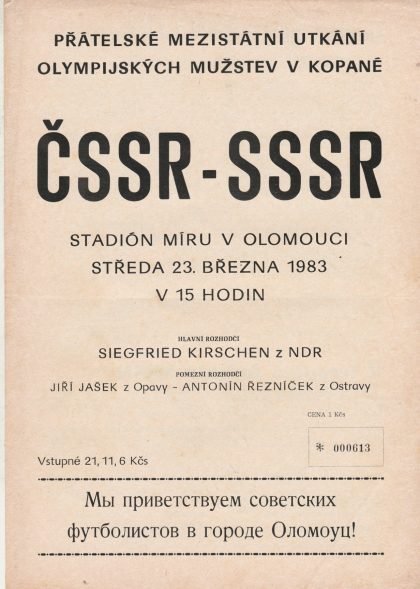 PŘÁTELSKÉ MEZISTÁTNÍ UTKÁNÍ
OLYMPIJSKÝCH MUŽSTEV V KOPANÉ
ČSSR - SSSR
STADIÓN MÍRU V OLOMOUCI
STŘEDA 23. BŘEZNA 1983
V 15 HODIN
HLAVNÍ ROZHODČÍ
SIEGFRIED KIRSCHEN z NDR
POMEZNÍ ROZHODČÍ
JIŘÍ JAŠEK z Opavy - ANTONÍN ŘEZNÍČEK z Ostravy
CENA 1 Kčs
* 000613
Vstupné 21, 11, 6 Kčs
Мы приветствуем советских
футболистов в городе Оломоуц!